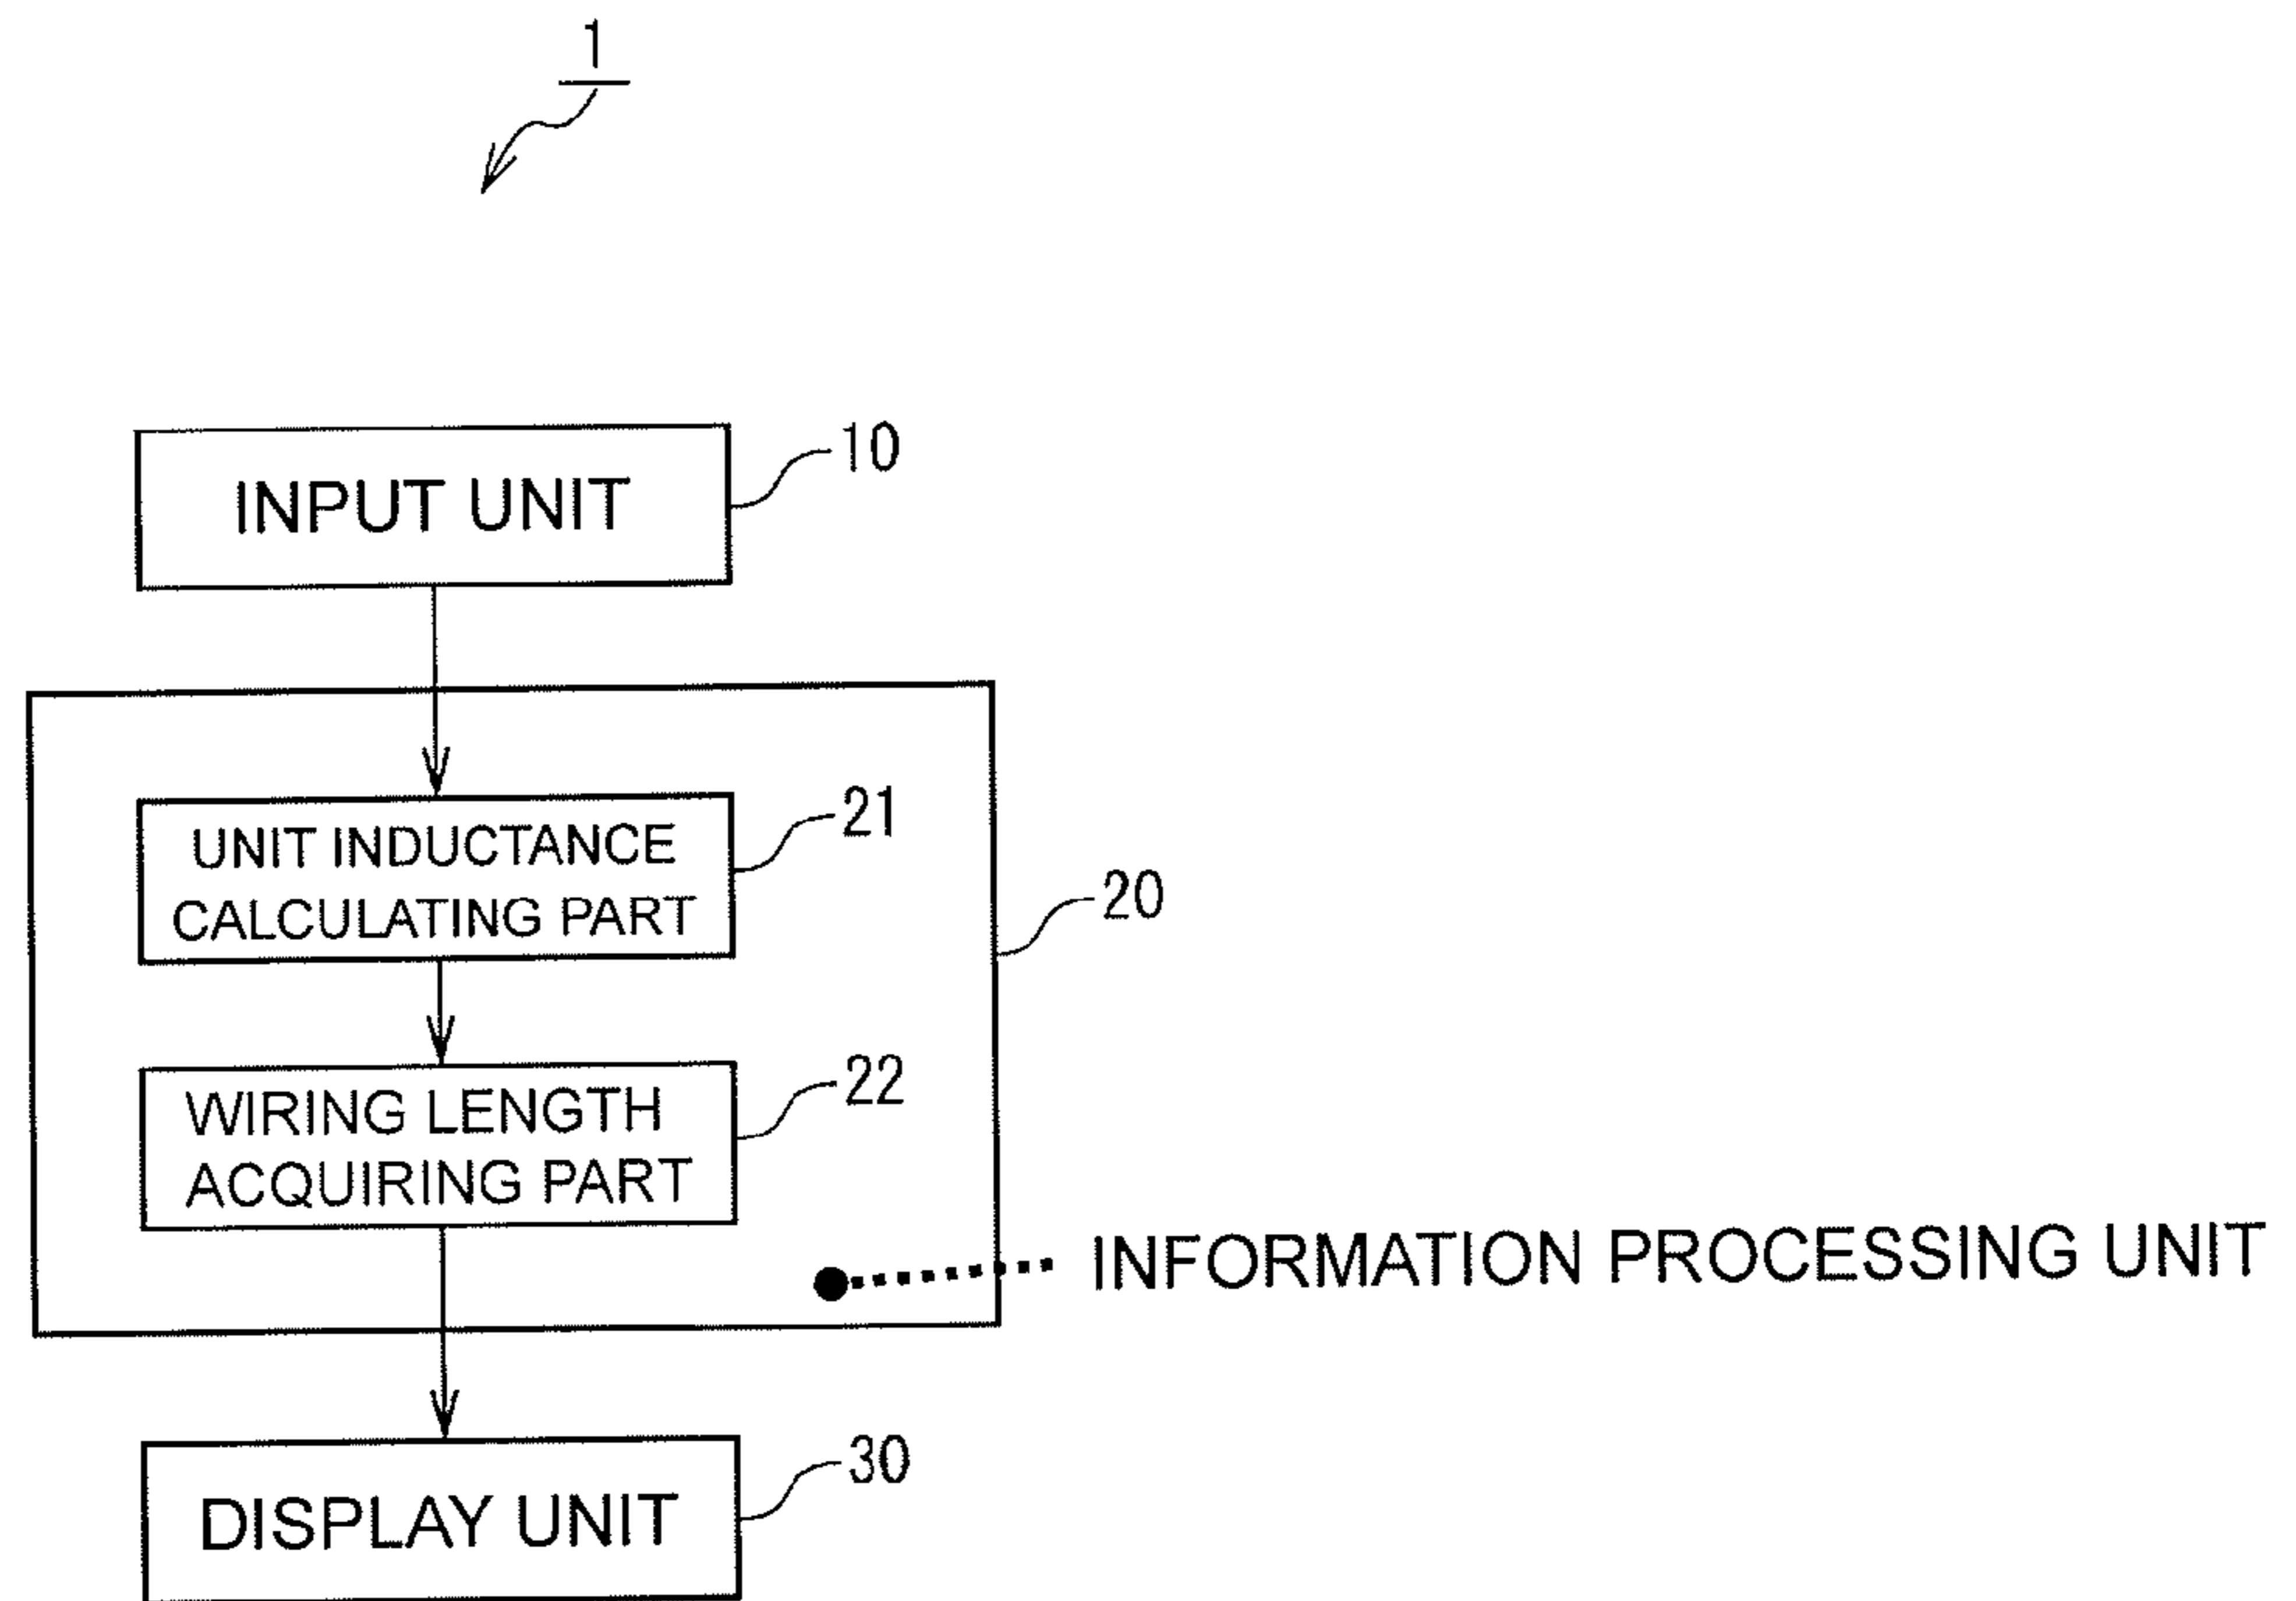 1
INPUT UNIT
10
UNIT INDUCTANCE
CALCULATING PART
21
20
WIRING LENGTH
ACQUIRING PART
22
INFORMATION PROCESSING UNIT
DISPLAY UNIT
30